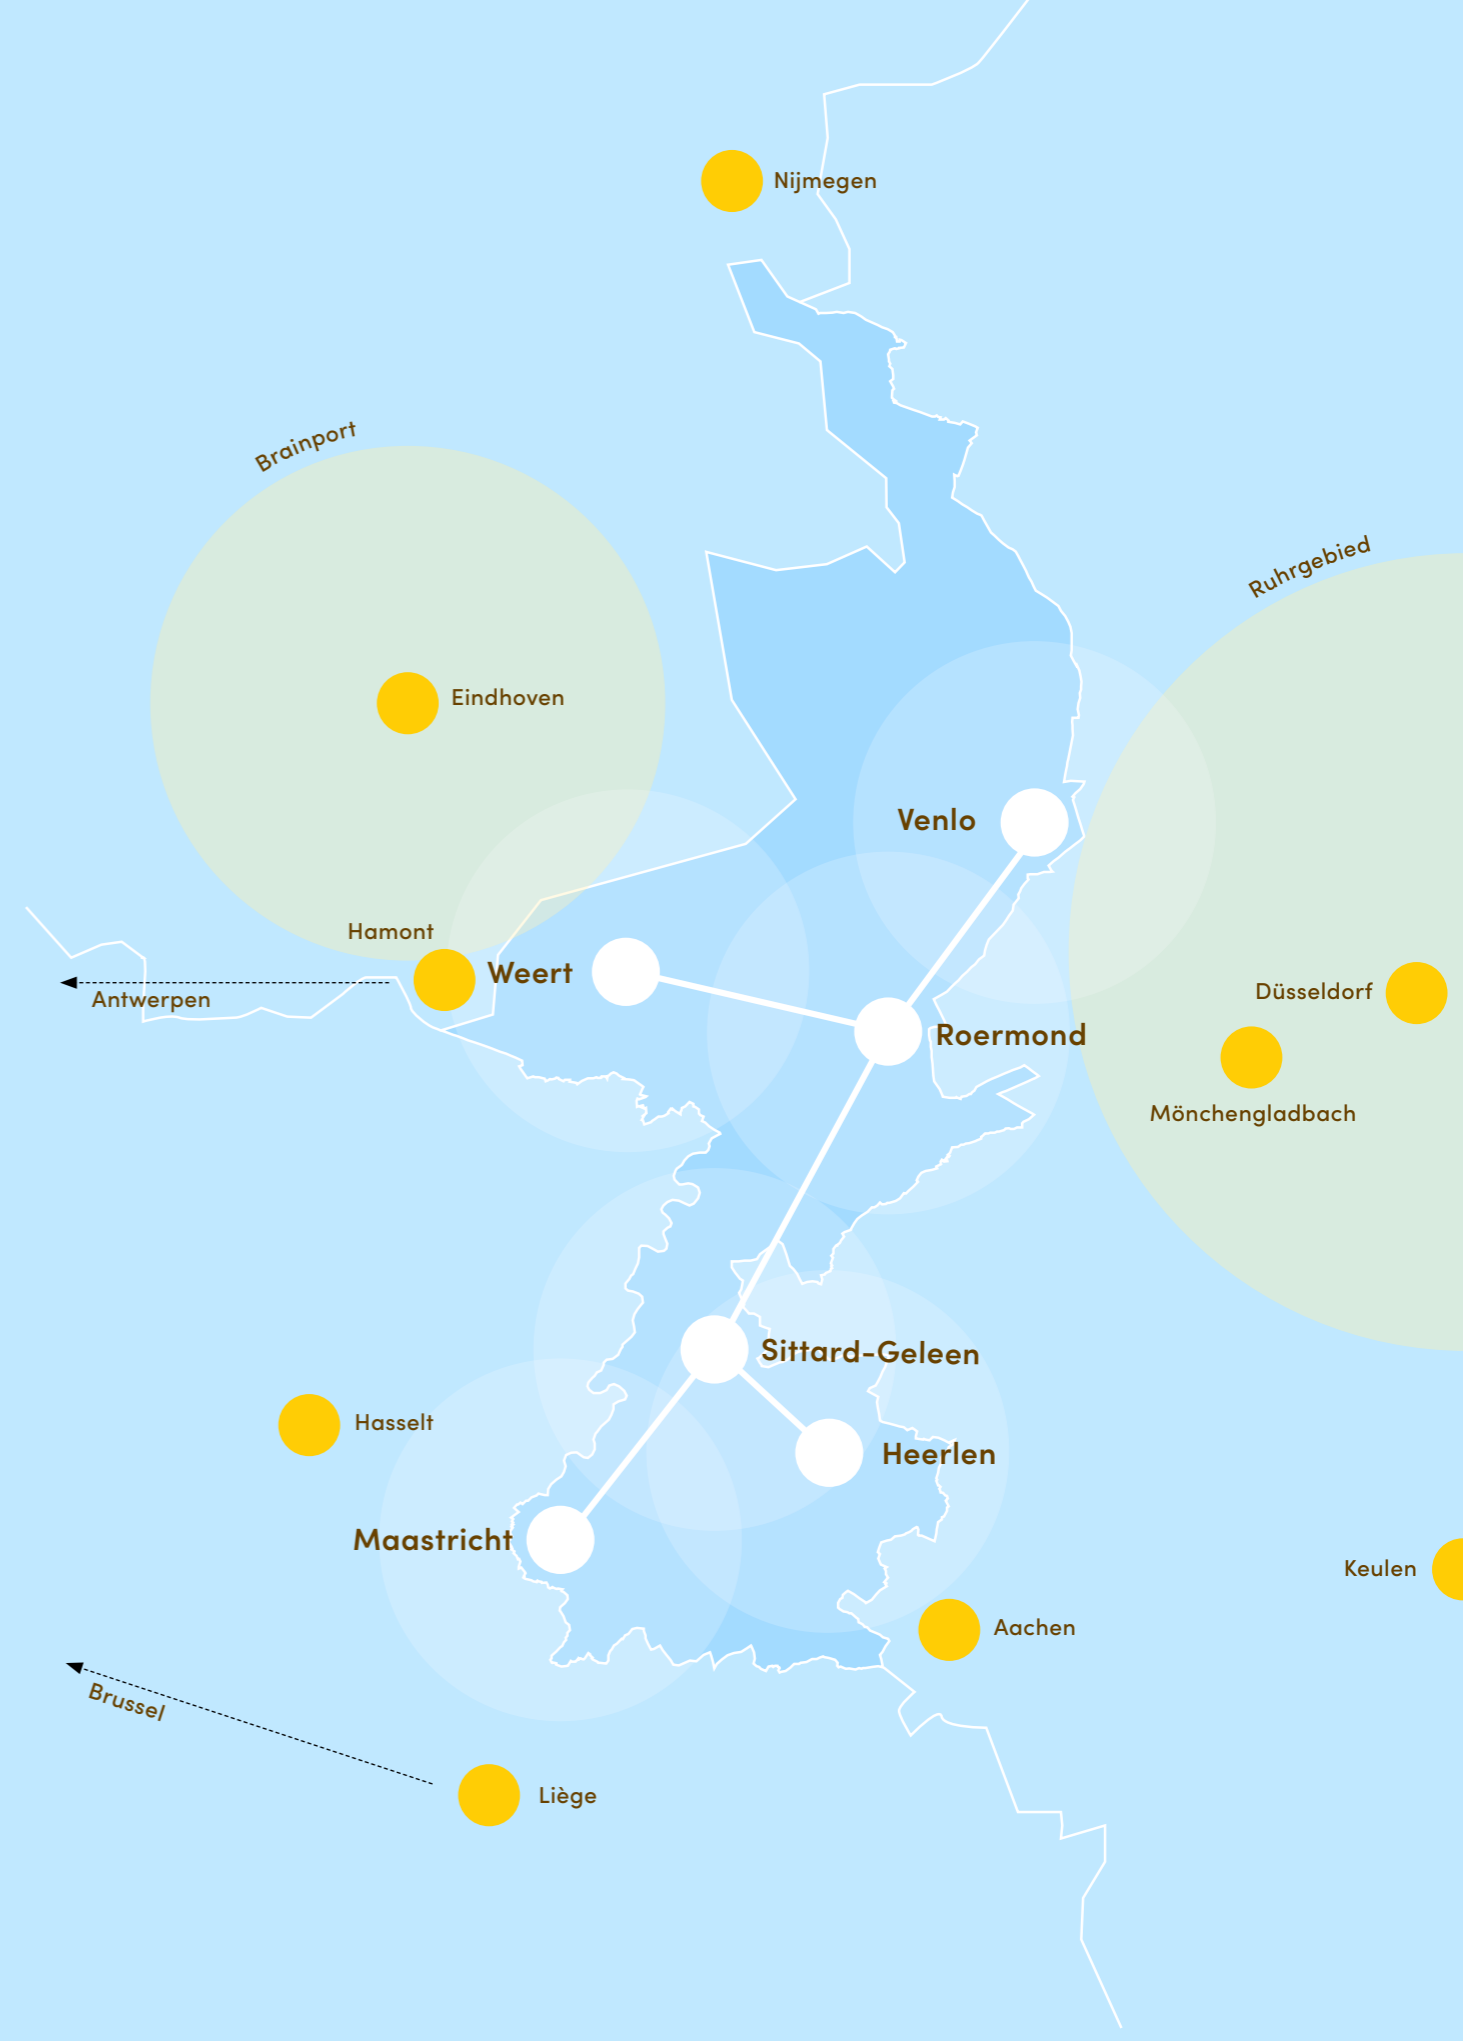 Nijmegen
Brainport
Ruhrgebied
Eindhoven
Venlo
Hamont
Weert
Antwerpen
Düsseldorf
Roermond
Mönchengladbach
Sittard-Geleen
Hasselt
Heerlen
Maastricht
Keulen
Aachen
Brussel
Liège